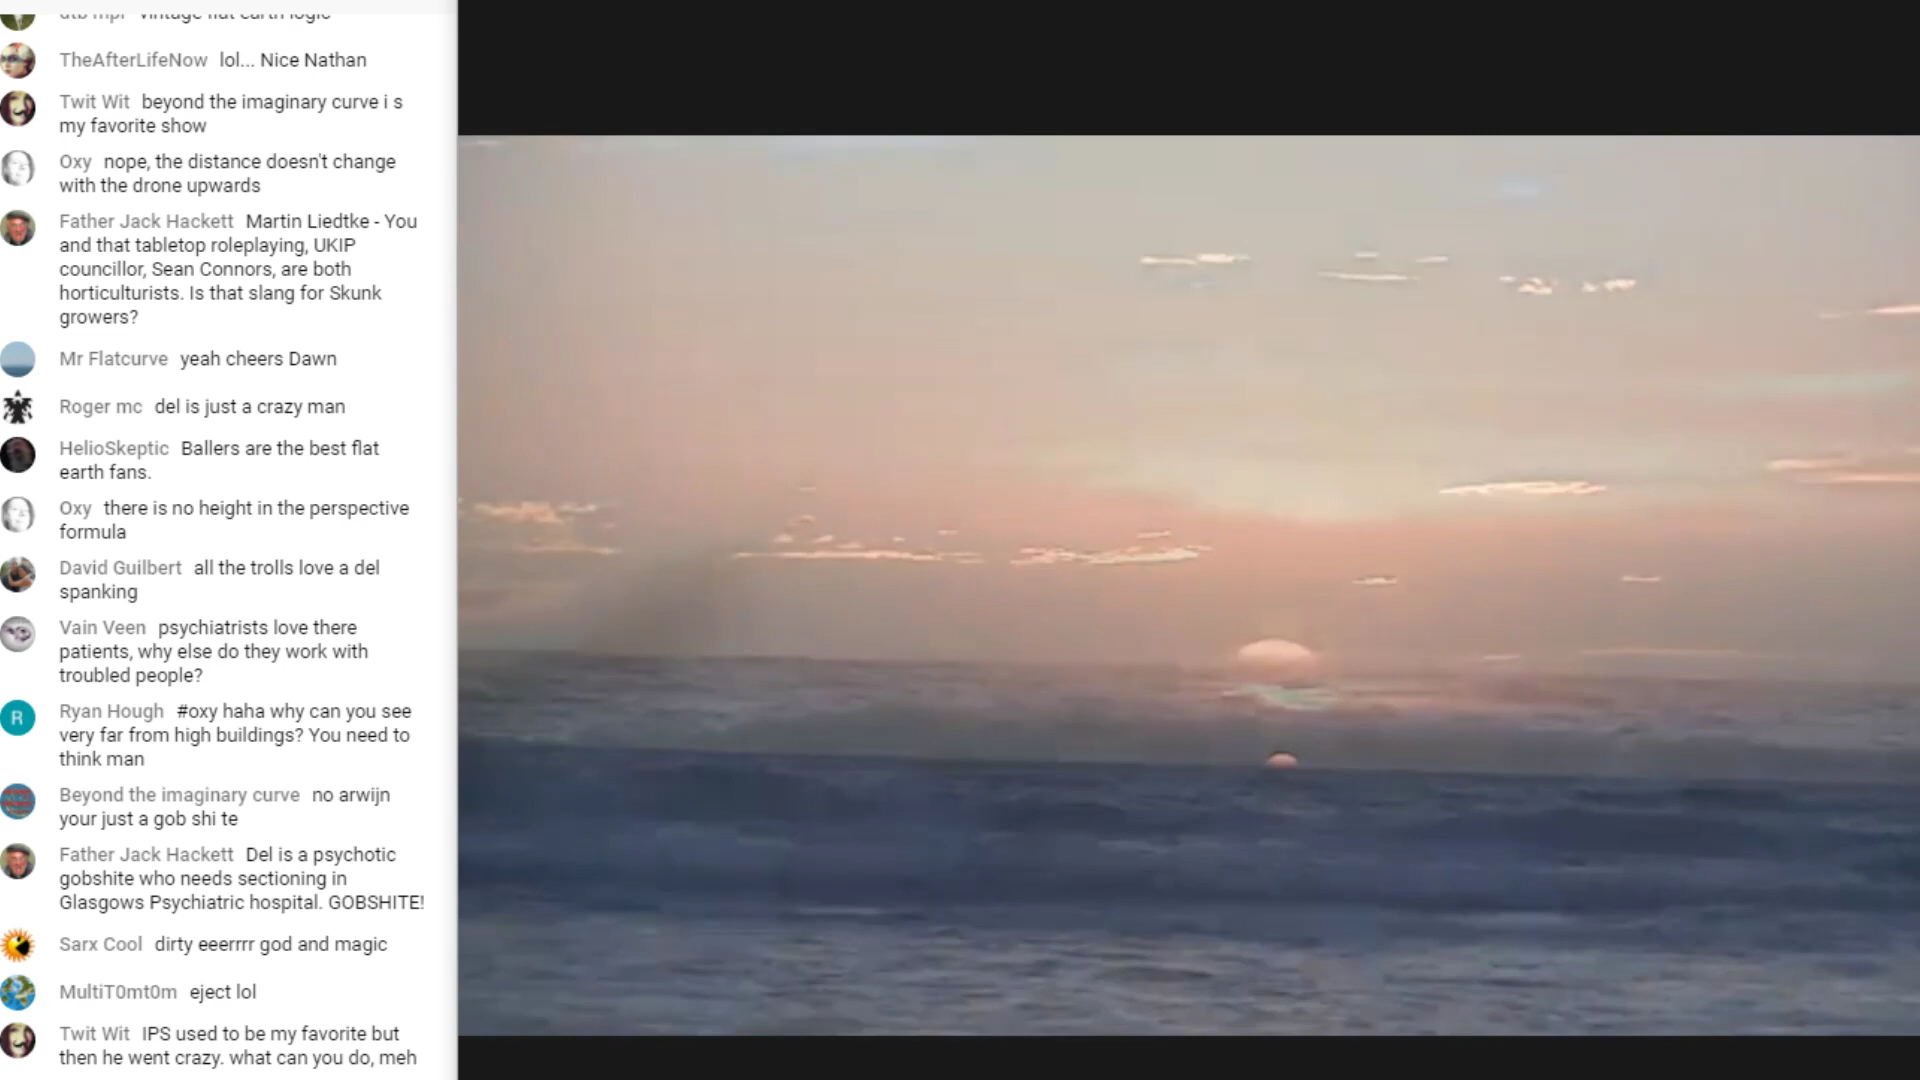 vintage flat earth logic
TheAfterLifeNow lol... Nice Nathan
Twit Wit beyond the imaginary curve i s
my favorite show
Oxy nope, the distance doesn't change
with the drone upwards
Father Jack Hackett Martin Liedtke - You
and that tabletop roleplaying, UKIP
councillor, Sean Connors, are both
horticulturists. Is that slang for Skunk
growers?
Mr Flatcurve yeah cheers Dawn
Roger mc del is just a crazy man
HelioSkeptic Ballers are the best flat
earth fans.
Oxy there is no height in the perspective
formula
David Guilbert all the trolls love a del
spanking
Vain Veen psychiatrists love there
patients, why else do they work with
troubled people?
R
Ryan Hough #oxy haha why can you see
very far from high buildings? You need to
think man
Beyond the imaginary curve no arwijn
your just a gob shi te
Father Jack Hackett Del is a psychotic
gobshite who needs sectioning in
Glasgows Psychiatric hospital. GOBSHITE!
Sarx Cool dirty eeerrrr god and magic
MultiT0mt0m eject lol
Twit Wit IPS used to be my favorite but
then he went crazy. what can you do, meh